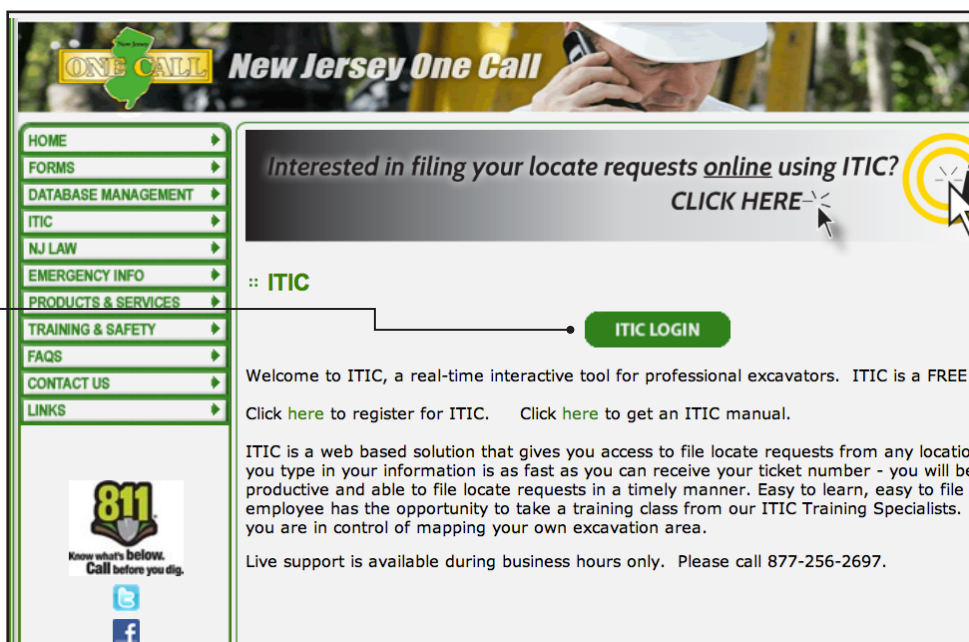 New Jersey
ONE CALL
New Jersey One Call
HOME
FORMS
DATABASE MANAGEMENT
ITIC
NJ LAW
EMERGENCY INFO
PRODUCTS & SERVICES
TRAINING & SAFETY
FAQS
CONTACT US
LINKS
811
Know what's below.
Call before you dig.
Interested in filing your locate requests online using ITIC?
CLICK HERE
:: ITIC
ITIC LOGIN
Welcome to ITIC, a real-time interactive tool for professional excavators. ITIC is a FREE
Click here to register for ITIC. Click here to get an ITIC manual.
ITIC is a web based solution that gives you access to file locate requests from any locatio
you type in your information is as fast as you can receive your ticket number - you will be
productive and able to file locate requests in a timely manner. Easy to learn, easy to file
employee has the opportunity to take a training class from our ITIC Training Specialists.
you are in control of mapping your own excavation area.
Live support is available during business hours only. Please call 877-256-2697.